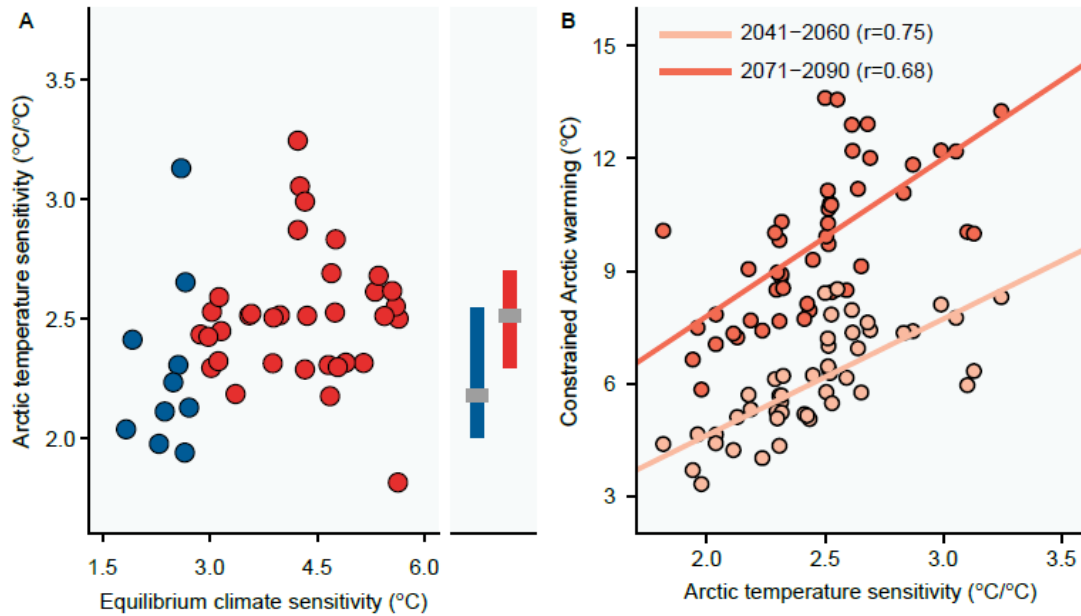 A
Arctic temperature sensitivity (°C/°C)
3.5
3.0
2.5
2.0
1.5
3.0
4.5
6.0
Equilibrium climate sensitivity (°C)
B
Constrained Arctic warming (°C)
15
12
9
6
3
2041−2060 (r=0.75)
2071−2090 (r=0.68)
2.0
2.5
3.0
3.5
Arctic temperature sensitivity (°C/°C)